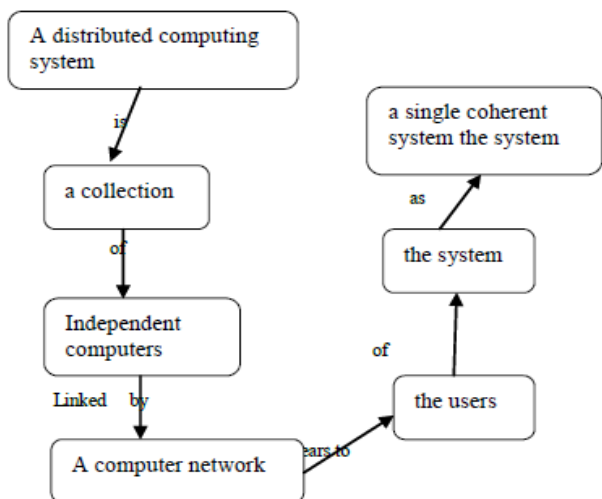 A distributed computing
system
is
a collection
of
Independent
computers
Linked by
A computer network
ears to
the users
of
the system
as
a single coherent
system the system